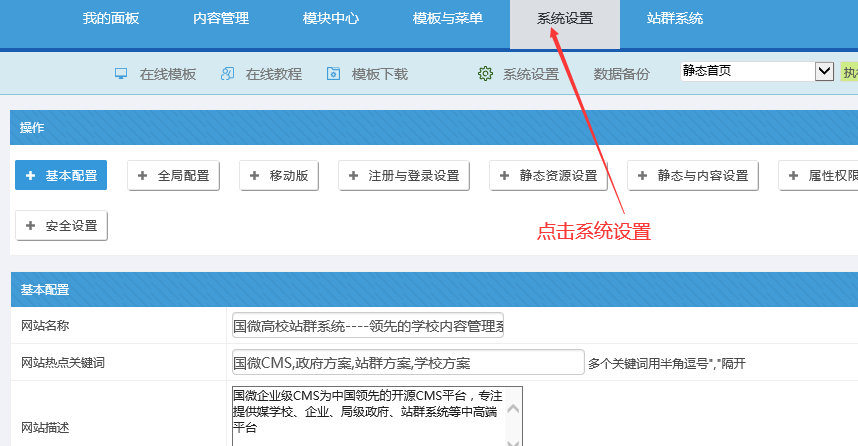 我的面板 内容管理 模块中心 模板与菜单 系统设置 站群系统
在线模板 在线教程 模板下载 系统设置 数据备份 静态首页
操作
+ 基本配置 + 全局配置 + 移动版 + 注册与登录设置 + 静态资源设置 + 静态与内容设置 + 属性权限
+ 安全设置
点击系统设置
基本配置
网站名称 国微高校站群系统----领先的学校内容管理系
网站热点关键词 国微CMS,政府方案,站群方案,学校方案 多个关键词用半角逗号","隔开
网站描述 国微企业级CMS为中国领先的开源CMS平台，专注
提供媒学校、企业、局级政府、站群系统等中高端
平台